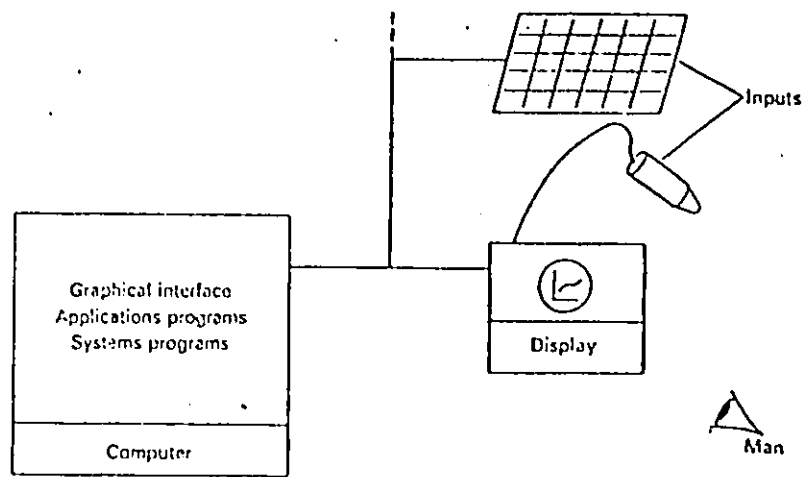 Inputs
Graphical interface
Applications programs
Systems programs
Computer
Display
Man